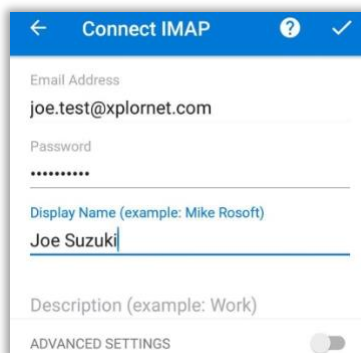 Connect IMAP ?
Email Address
joe.test@xplornet.com
Password
••••••••••
Display Name (example: Mike Rosoft)
Joe Suzuki
Description (example: Work)
ADVANCED SETTINGS